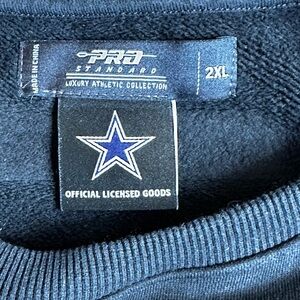 MADE IN CHINA
PRO
STANDARD
LUXURY ATHLETIC COLLECTION
2XL
OFFICIAL LICENSED GOODS